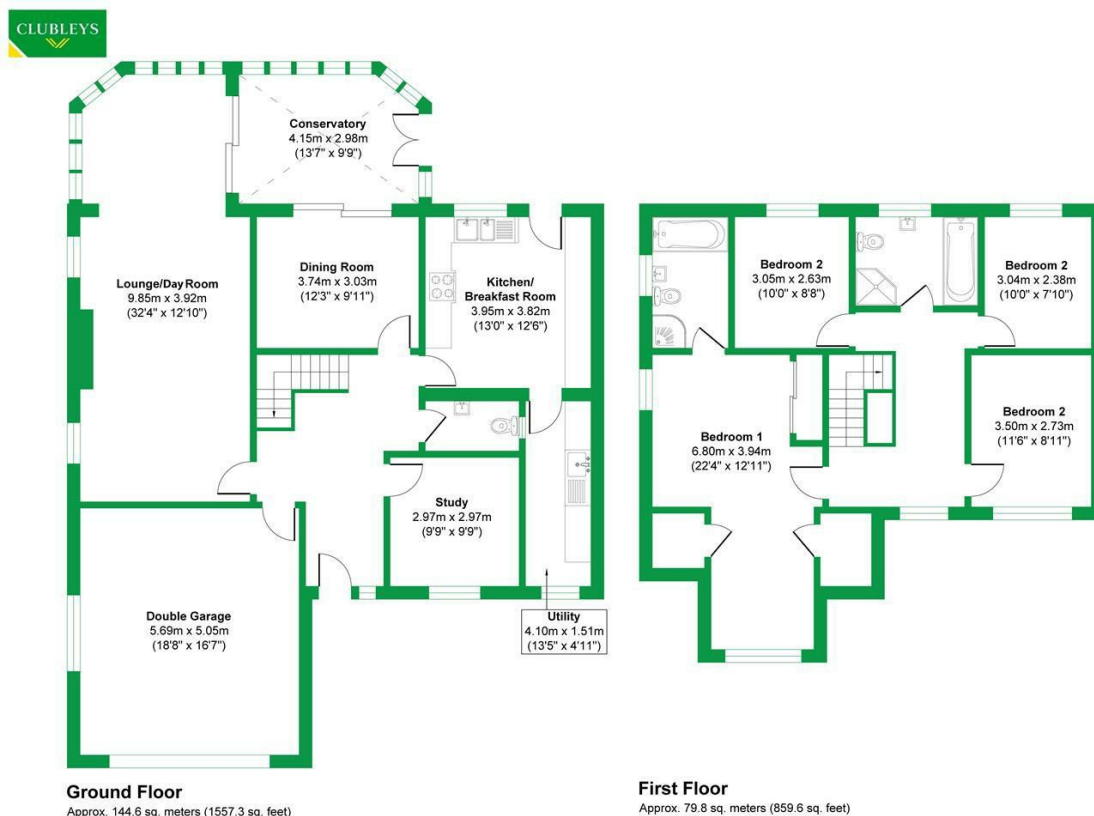 CLUBLEYS
Conservatory
4.15m x 2.98m
(13'7" x 9'9")
Lounge/Day Room
9.85m x 3.92m
(32'4" x 12'10")
Dining Room
3.74m x 3.03m
(12'3" x 9'11")
Kitchen/
Breakfast Room
3.95m x 3.82m
(13'0" x 12'6")
Study
2.97m x 2.97m
(9'9" x 9'9")
Double Garage
5.69m x 5.05m
(18'8" x 16'7")
Utility
4.10m x 1.51m
(13'5" x 4'11")
Ground Floor
Approx. 144.6 sq. meters (1557.3 sq. feet)
Bedroom 2
3.05m x 2.63m
(10'0" x 8'8")
Bedroom 2
3.04m x 2.38m
(10'0" x 7'10")
Bedroom 1
6.80m x 3.94m
(22'4" x 12'11")
Bedroom 2
3.50m x 2.73m
(11'6" x 8'11")
First Floor
Approx. 79.8 sq. meters (859.6 sq. feet)